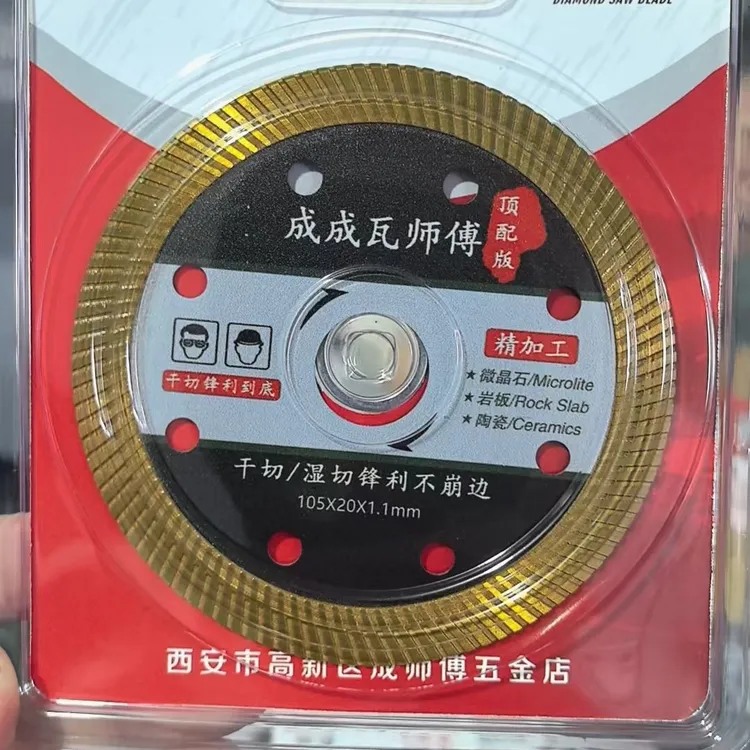 DIAMOND SAW BLADE
成成瓦师傅
顶配版
精加工
★ 微晶石/Microlite
★ 岩板/Rock Slab
★ 陶瓷/Ceramics
干切锋利到底
干切/湿切锋利不崩边
105X20X1.1mm
西安市高新区成师傅五金店